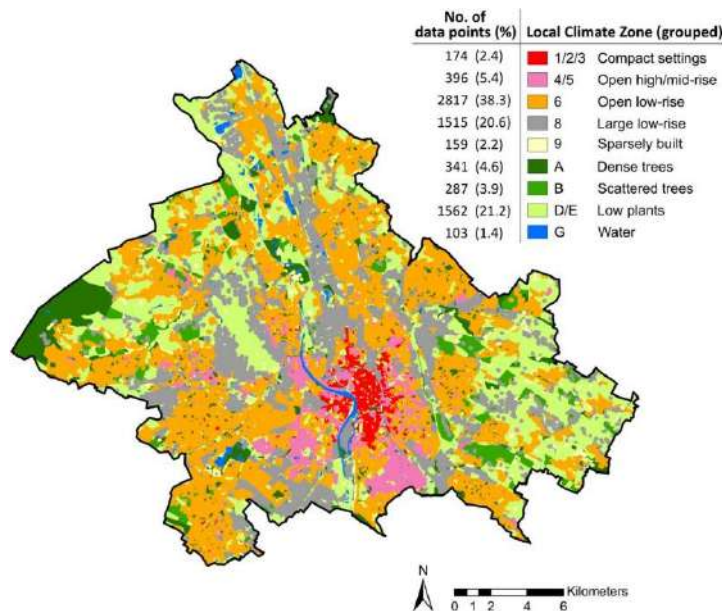 No. of data points (%) Local Climate Zone (grouped)
174 (2.4) 1/2/3 Compact settings
396 (5.4) 4/5 Open high/mid-rise
2817 (38.3) 6 Open low-rise
1515 (20.6) 8 Large low-rise
159 (2.2) 9 Sparsely built
341 (4.6) A Dense trees
287 (3.9) B Scattered trees
1562 (21.2) D/E Low plants
103 (1.4) G Water
N
Kilometers
0 1 2 4 6